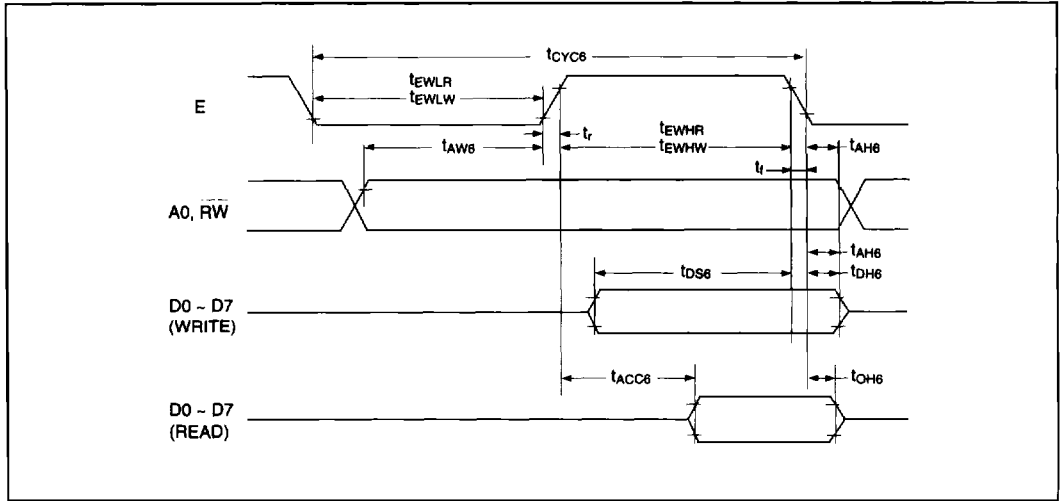 tCYC6
tEWLR
tEWLW
E
tr
tEWHR
tEWHW
tAW6
tAH6
tf
A0, RW
tAH6
tDS6
tDH6
D0 ~ D7
(WRITE)
tACC6
tOH6
D0 ~ D7
(READ)